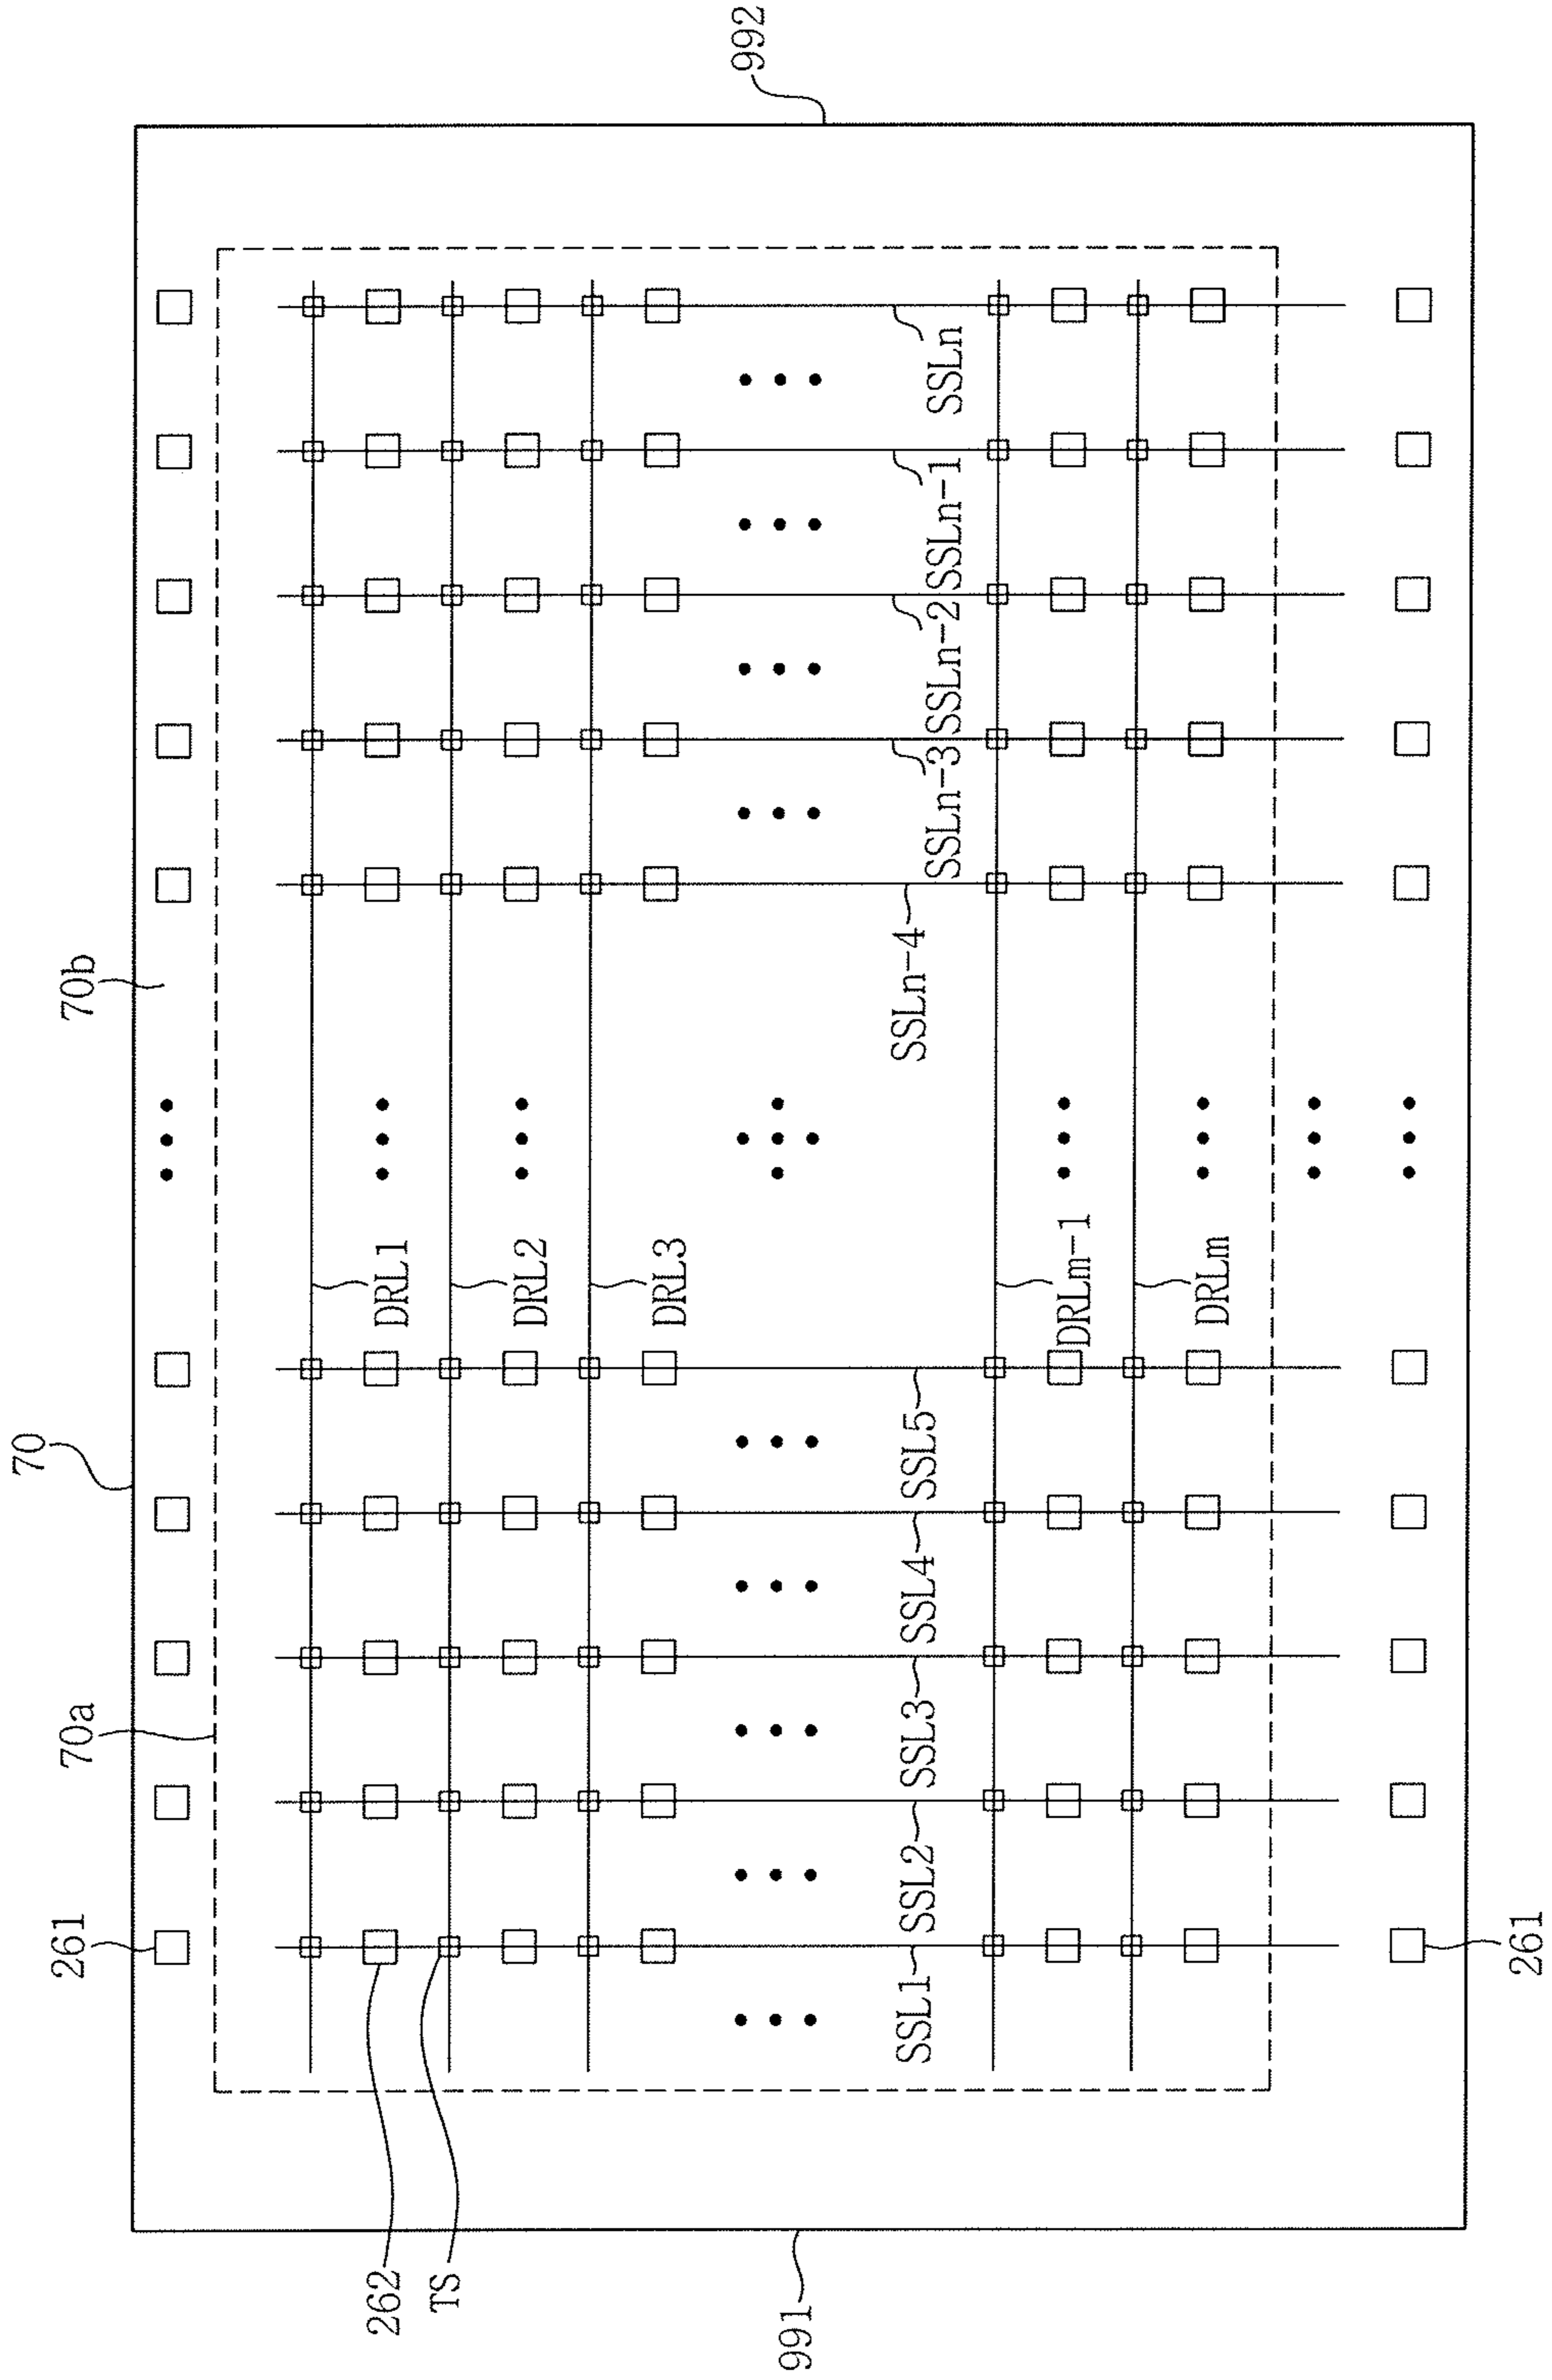 992
70b
70
70a
261
SSLn
SSLn-1
SSLn-2
SSLn-3
SSLn-4
DRL1
DRL2
DRL3
DRLm-1
DRLm
SSL5
SSL4
SSL3
SSL2
SSL1
262
TS
261
991